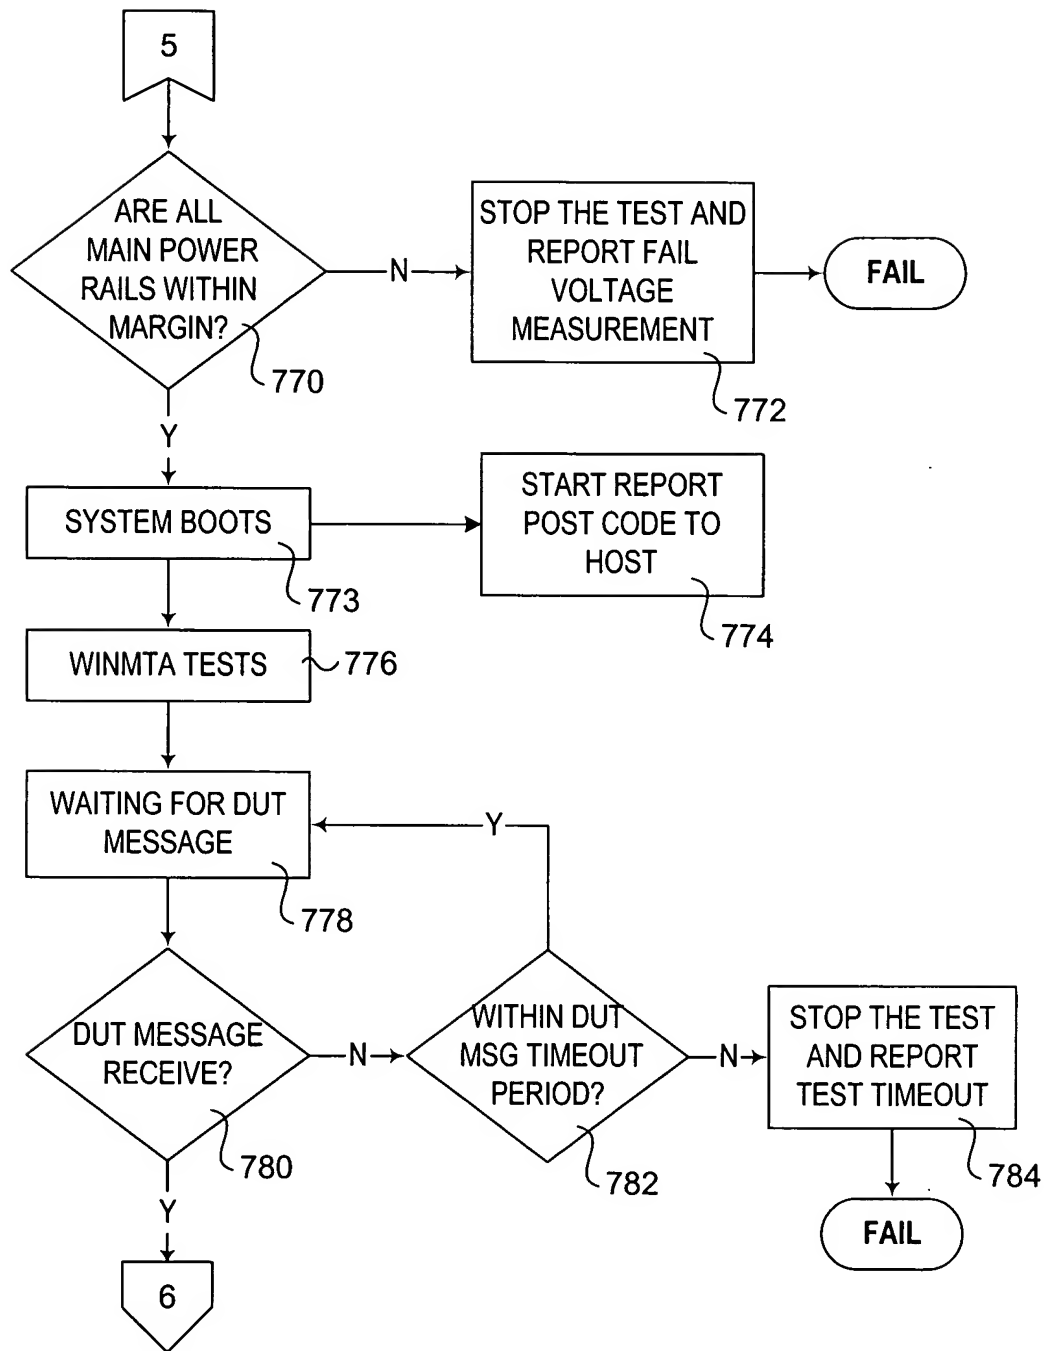 5
ARE ALL
MAIN POWER
RAILS WITHIN
MARGIN?
770
N
STOP THE TEST AND
REPORT FAIL
VOLTAGE
MEASUREMENT
772
FAIL
Y
SYSTEM BOOTS
773
START REPORT
POST CODE TO
HOST
774
WINMTA TESTS
776
WAITING FOR DUT
MESSAGE
778
Y
DUT MESSAGE
RECEIVE?
780
N
WITHIN DUT
MSG TIMEOUT
PERIOD?
782
N
STOP THE TEST
AND REPORT
TEST TIMEOUT
784
FAIL
Y
6